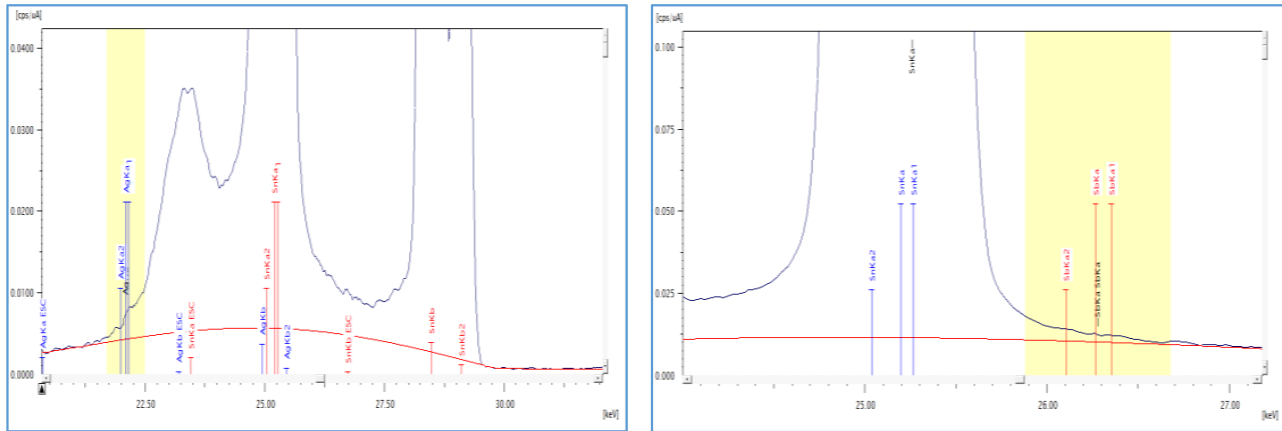 [cps/uA]
0.0400
0.0300
0.0200
0.0100
0.0000
AgKa ESC
AgKa2
AgKa1
AgKb ESC
SnKa ESC
AgKb
SnKa2
SnKa1
AgKb2
SnKb ESC
SnKb
SnKb2
22.50
25.00
27.50
30.00
[keV]
[cps/uA]
0.100
0.075
0.050
0.025
0.000
SnKa2
SnKa
SnKa1
SnKa
SbKa2
SbKa
SbKa SbKa
SbKa1
25.00
26.00
27.00
[keV]